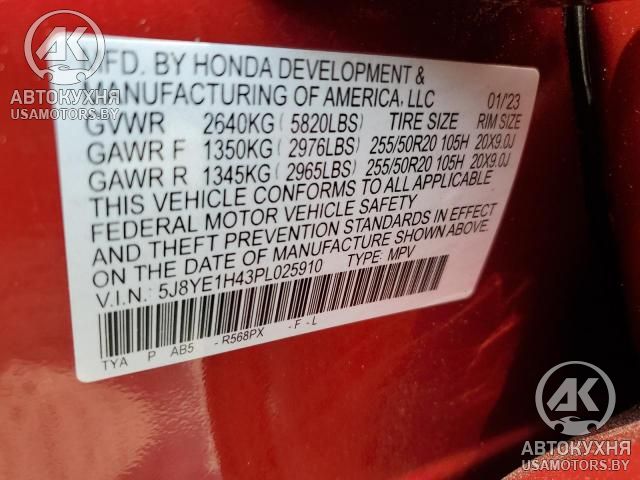 MFD. BY HONDA DEVELOPMENT &
MANUFACTURING OF AMERICA, LLC 01/'23
GVWR 2640KG (5820LBS) TIRE SIZE RIM SIZE
GAWR F 1350KG (2976LBS) 255/50R20 105H 20X9.0J
GAWR R 1345KG (2965LBS) 255/50R20 105H 20X9.0J
THIS VEHICLE CONFORMS TO ALL APPLICABLE
FEDERAL MOTOR VEHICLE SAFETY
AND THEFT PREVENTION STANDARDS IN EFFECT
ON THE DATE OF MANUFACTURE SHOWN ABOVE.
V.I.N.: 5J8YE1H43PL025910 TYPE: MPV
TYA P AB5 - R568PX - F - L
АК
АВТОКУХНЯ
USAMOTORS.BY
АК
АВТОКУХНЯ
USAMOTORS.BY